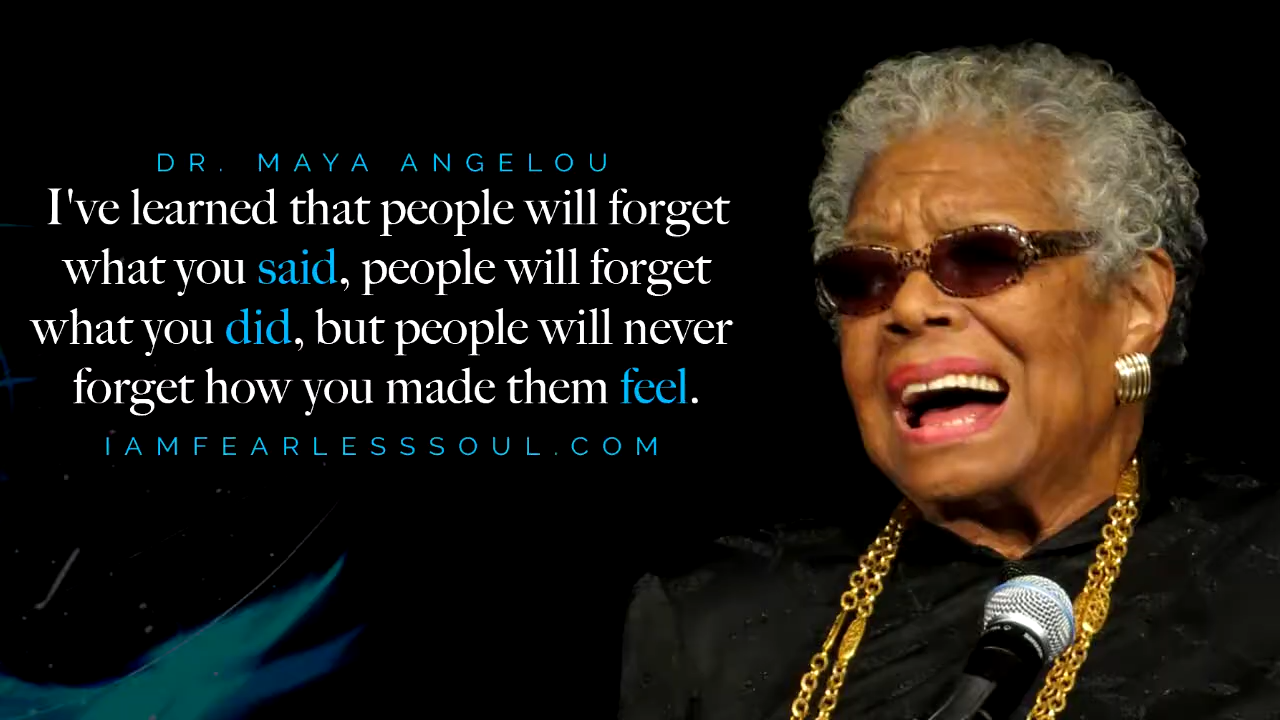 DR. MAYA ANGELOU
I've learned that people will forget
what you said, people will forget
what you did, but people will never
forget how you made them feel.
IAMFEARLESSSOUL.COM